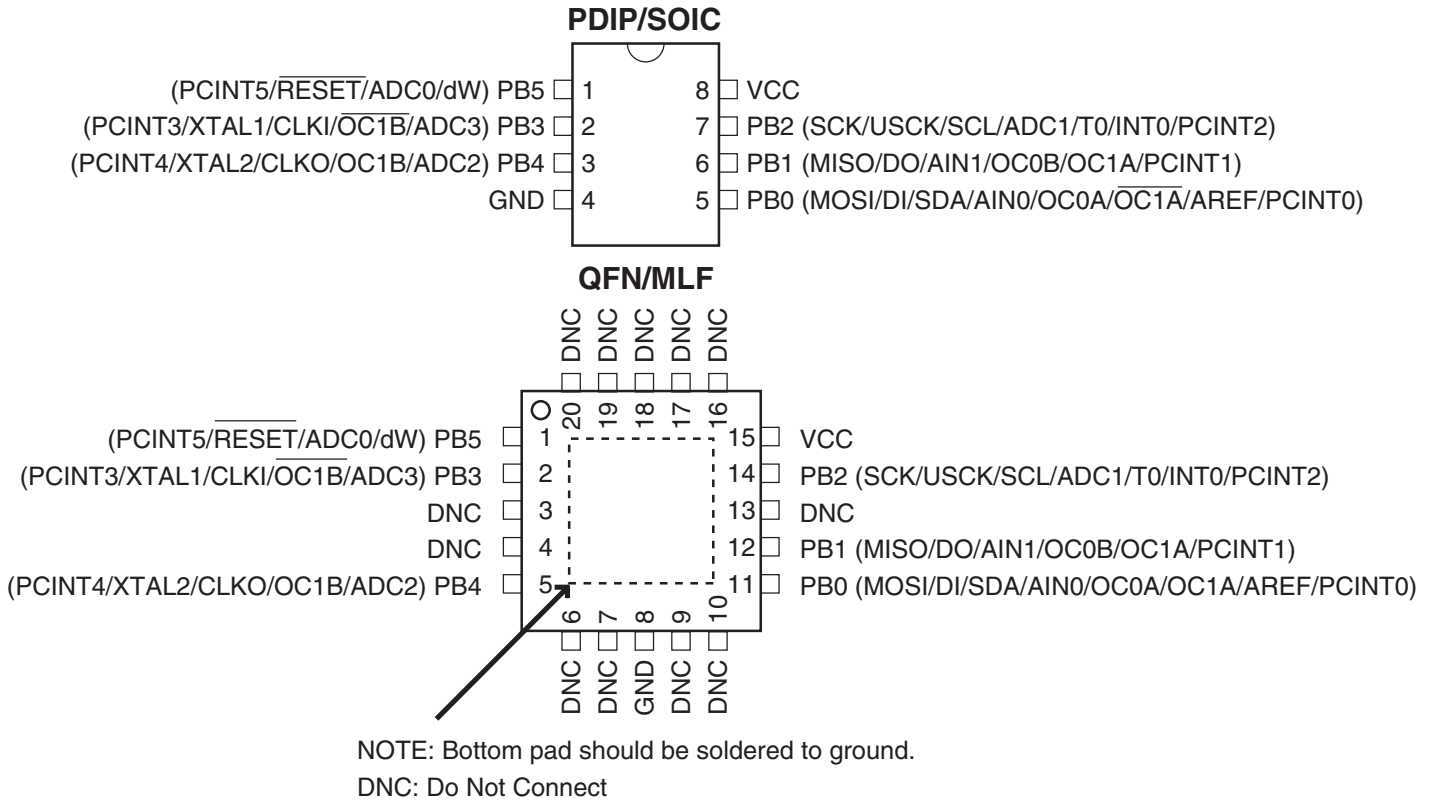 PDIP/SOIC
(PCINT5/RESET/ADC0/dW) PB5 1 8 VCC
(PCINT3/XTAL1/CLKI/OC1B/ADC3) PB3 2 7 PB2 (SCK/USCK/SCL/ADC1/T0/INT0/PCINT2)
(PCINT4/XTAL2/CLKO/OC1B/ADC2) PB4 3 6 PB1 (MISO/DO/AIN1/OC0B/OC1A/PCINT1)
GND 4 5 PB0 (MOSI/DI/SDA/AIN0/OC0A/OC1A/AREF/PCINT0)
QFN/MLF
DNC DNC DNC DNC DNC
20 19 18 17 16
(PCINT5/RESET/ADC0/dW) PB5 1 15 VCC
(PCINT3/XTAL1/CLKI/OC1B/ADC3) PB3 2 14 PB2 (SCK/USCK/SCL/ADC1/T0/INT0/PCINT2)
DNC 3 13 DNC
DNC 4 12 PB1 (MISO/DO/AIN1/OC0B/OC1A/PCINT1)
(PCINT4/XTAL2/CLKO/OC1B/ADC2) PB4 5 11 PB0 (MOSI/DI/SDA/AIN0/OC0A/OC1A/AREF/PCINT0)
6 7 8 9 10
DNC DNC GND DNC DNC
NOTE: Bottom pad should be soldered to ground.
DNC: Do Not Connect